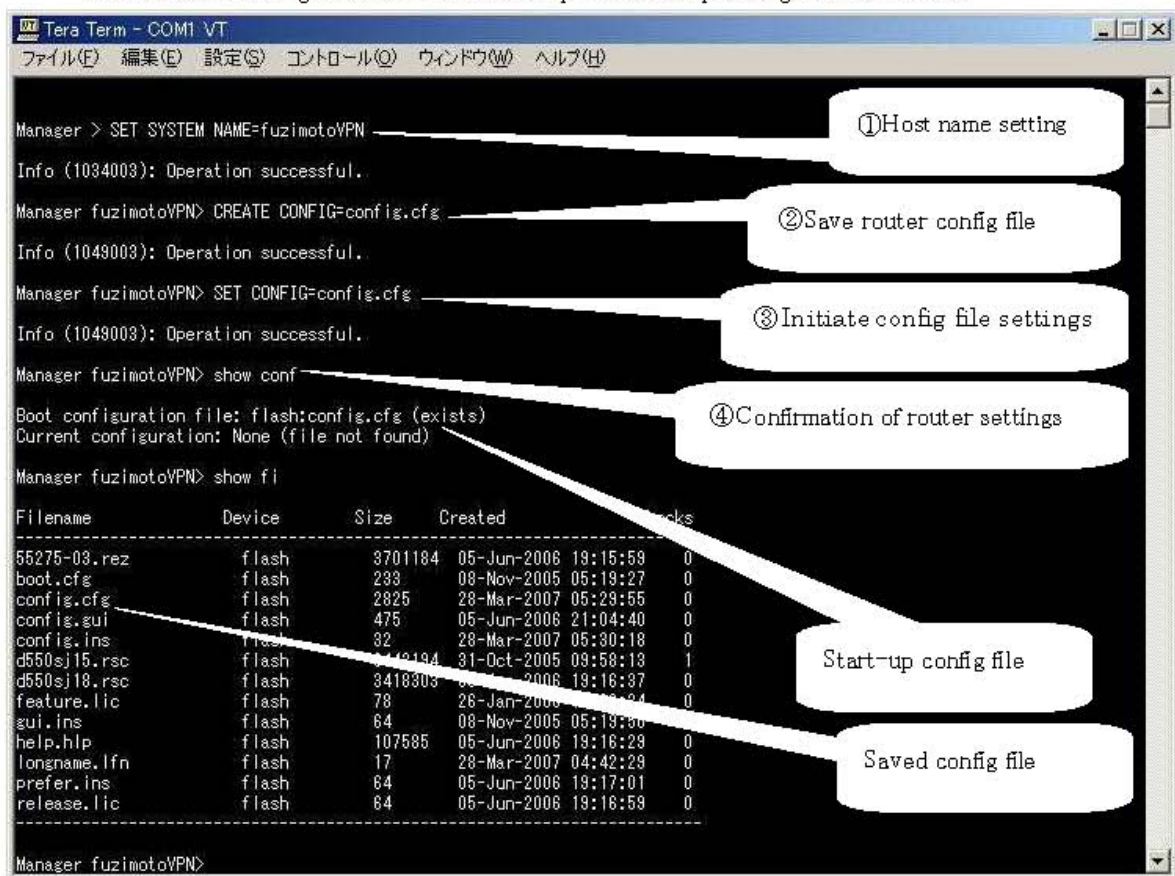 Tera Term - COM1 VT
ファイル(F) 編集(E) 設定(S) コントロール(O) ウィンドウ(W) ヘルプ(H)
Manager > SET SYSTEM NAME=fuzimotoVPN
①Host name setting
Info (1034003): Operation successful.
Manager fuzimotoVPN> CREATE CONFIG=config.cfg
②Save router config file
Info (1049003): Operation successful.
Manager fuzimotoVPN> SET CONFIG=config.cfg
③Initiate config file settings
Info (1049003): Operation successful.
Manager fuzimotoVPN> show conf
④Confirmation of router settings
Boot configuration file: flash:config.cfg (exists)
Current configuration: None (file not found)
Manager fuzimotoVPN> show fi
Filename Device Size Created cks
55275-03.rez flash 3701184 05-Jun-2006 19:15:59 0
boot.cfg flash 233 08-Nov-2005 05:19:27 0
config.cfg flash 2825 28-Mar-2007 05:29:55 0
config.gui flash 475 05-Jun-2006 21:04:40 0
config.ins flash 32 28-Mar-2007 05:30:18 0
d550sj15.rsc flash 31-Oct-2005 09:58:13 1
d550sj18.rsc flash 3418303 2006 19:16:37 0
feature.lic flash 78 26-Jan- 0
gui.ins flash 64 08-Nov-2005 05:19: 0
help.hlp flash 107585 05-Jun-2006 19:16:29 0
longname.lfn flash 17 28-Mar-2007 04:42:29 0
prefer.ins flash 64 05-Jun-2006 19:17:01 0
release.lic flash 64 05-Jun-2006 19:16:59 0
Start-up config file
Saved config file
Manager fuzimotoVPN>